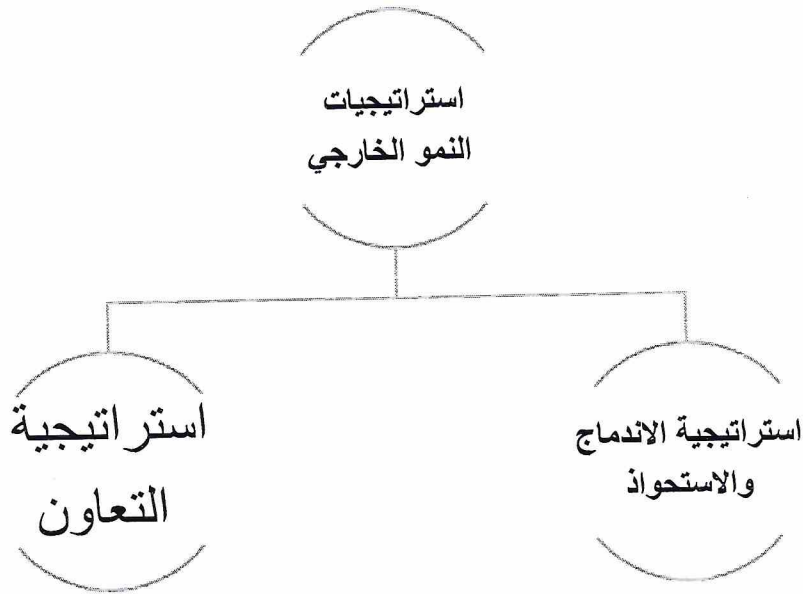 استراتيجيات
النمو الخارجي
استراتيجية الاندماج
والاستحواذ
استراتيجية
التعاون